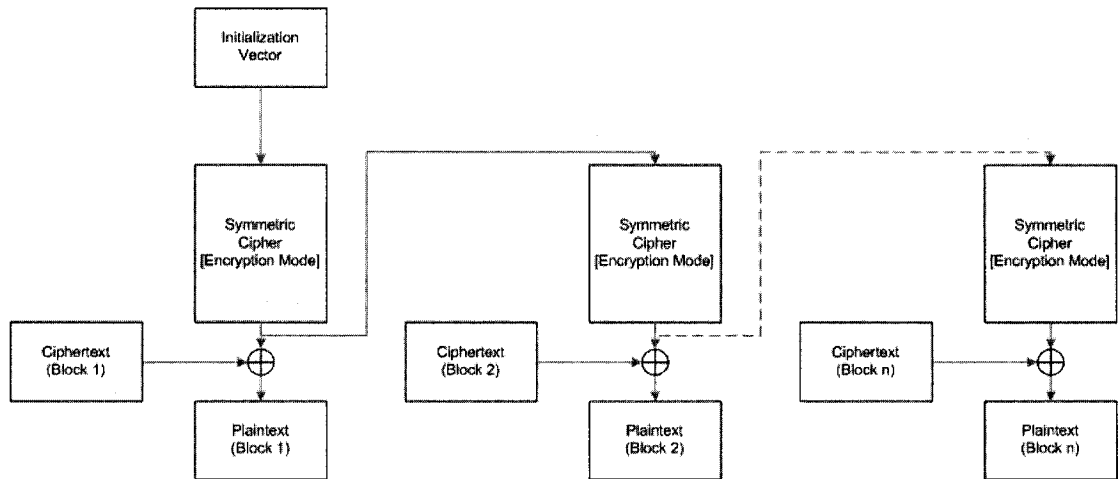 Initialization
Vector
Symmetric
Cipher
[Encryption Mode]
Symmetric
Cipher
[Encryption Mode]
Symmetric
Cipher
[Encryption Mode]
Ciphertext
(Block 1)
Ciphertext
(Block 2)
Ciphertext
(Block n)
Plaintext
(Block 1)
Plaintext
(Block 2)
Plaintext
(Block n)